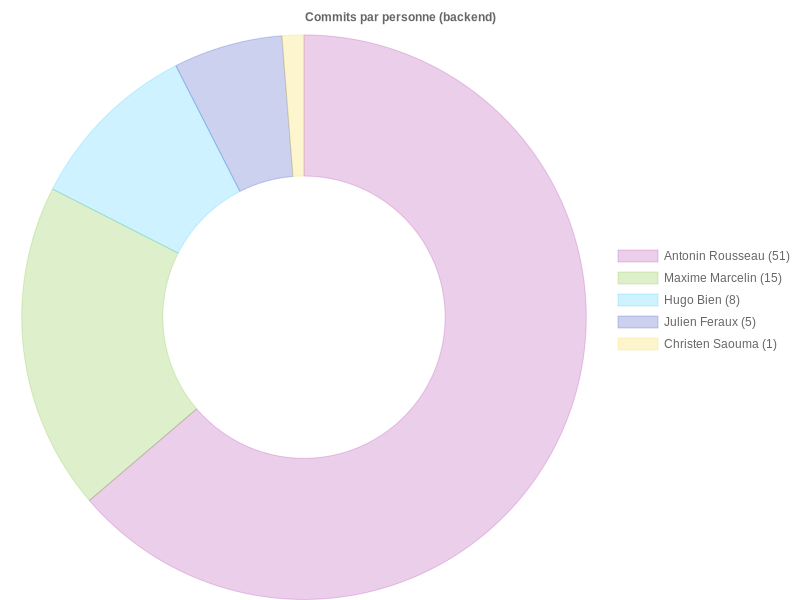 Commits par personne (backend)
Antonin Rousseau (51)
Maxime Marcelin (15)
Hugo Bien (8)
Julien Feraux (5)
Christen Saouma (1)